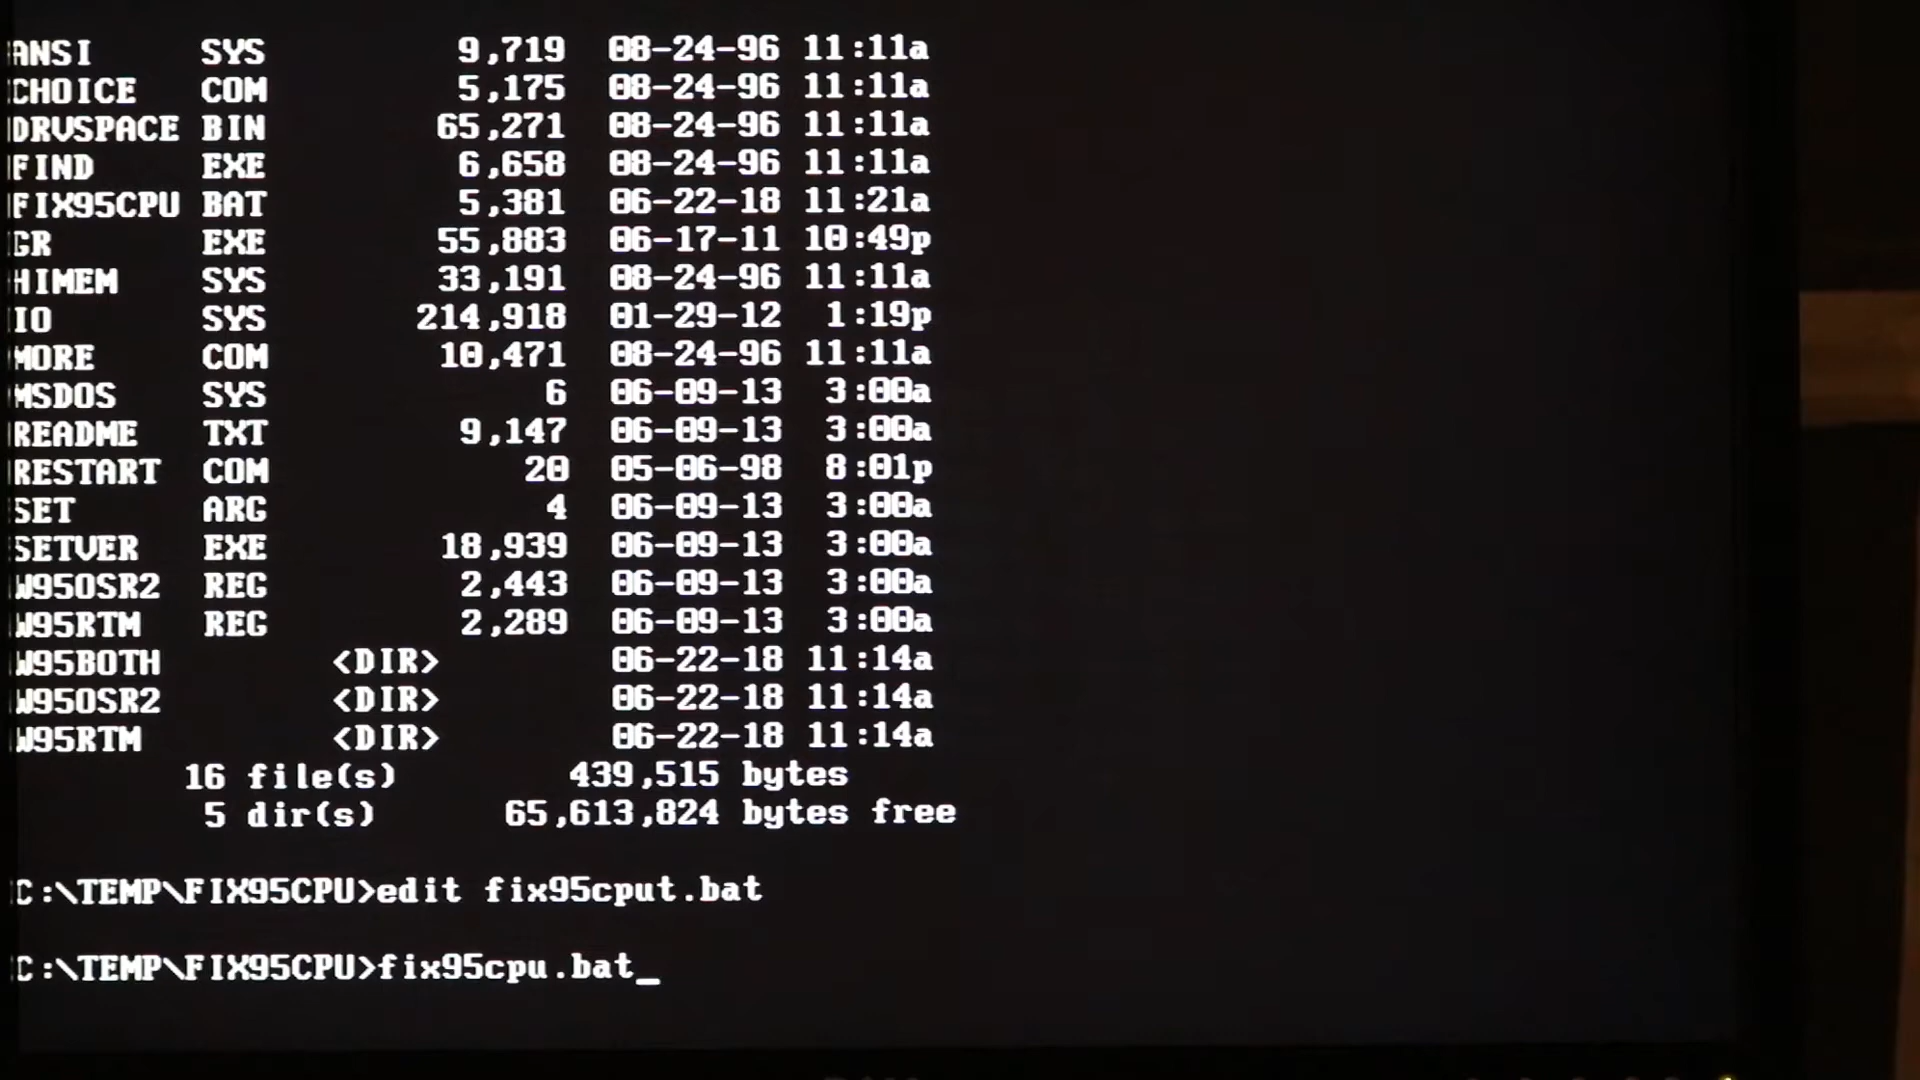 ANSI SYS 9,719 08-24-96 11:11a
CHOICE COM 5,175 08-24-96 11:11a
DRVSPACE BIN 65,271 08-24-96 11:11a
FIND EXE 6,658 08-24-96 11:11a
FIX95CPU BAT 5,381 06-22-18 11:21a
GR EXE 55,883 06-17-11 10:49p
HIMEM SYS 33,191 08-24-96 11:11a
IO SYS 214,918 01-29-12 1:19p
MORE COM 10,471 08-24-96 11:11a
MSDOS SYS 6 06-09-13 3:00a
README TXT 9,147 06-09-13 3:00a
RESTART COM 20 05-06-98 8:01p
SET ARG 4 06-09-13 3:00a
SETVER EXE 18,939 06-09-13 3:00a
W95OSR2 REG 2,443 06-09-13 3:00a
W95RTM REG 2,289 06-09-13 3:00a
W95BOTH <DIR> 06-22-18 11:14a
W95OSR2 <DIR> 06-22-18 11:14a
W95RTM <DIR> 06-22-18 11:14a
16 file(s) 439,515 bytes
5 dir(s) 65,613,824 bytes free
C:\TEMP\FIX95CPU>edit fix95cput.bat
C:\TEMP\FIX95CPU>fix95cpu.bat_